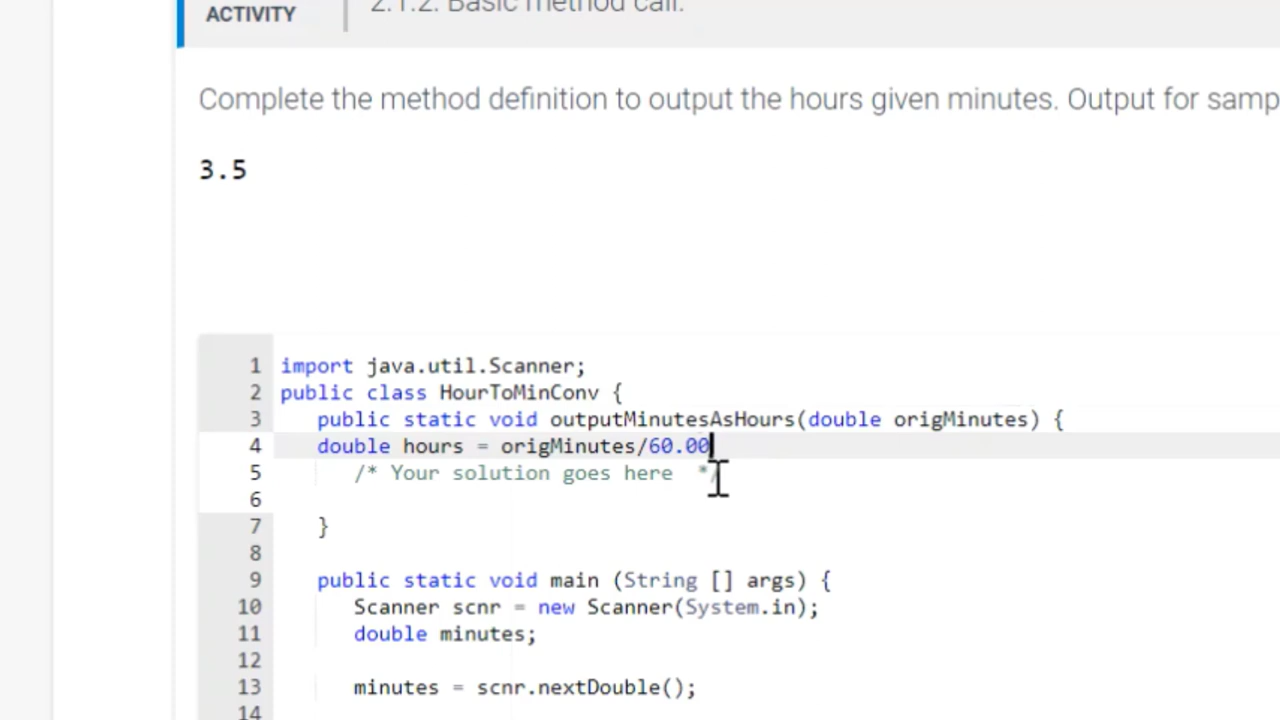 ACTIVITY
2.1.2: Basic method call.
Complete the method definition to output the hours given minutes. Output for samp
3.5
1 import java.util.Scanner;
2 public class HourToMinConv {
3 public static void outputMinutesAsHours(double origMinutes) {
4 double hours = origMinutes/60.00
5 /* Your solution goes here *
6
7 }
8
9 public static void main (String [] args) {
10 Scanner scnr = new Scanner(System.in);
11 double minutes;
12
13 minutes = scnr.nextDouble();
14